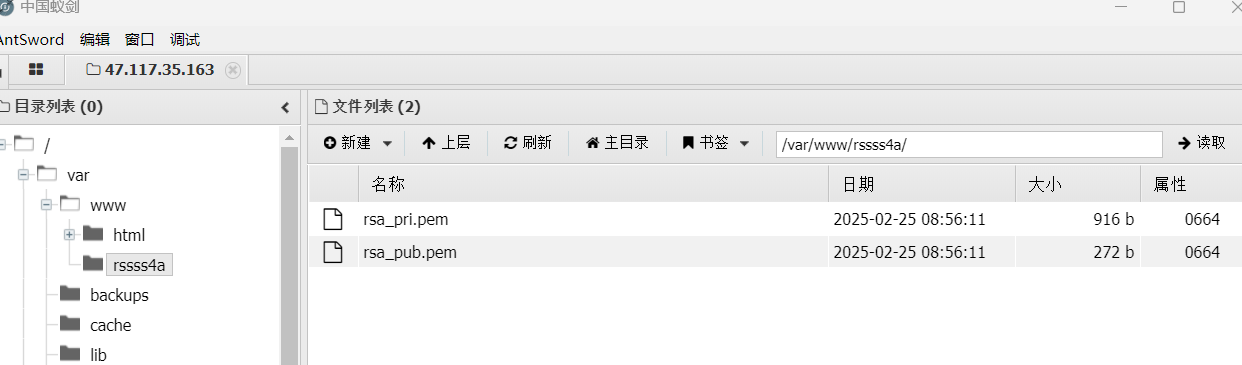 中国蚁剑
AntSword 编辑 窗口 调试
47.117.35.163
目录列表 (0)
文件列表 (2)
新建 上层 刷新 主目录 书签 /var/www/rssss4a/ 读取
/
var
www
html
rssss4a
backups
cache
lib
名称 日期 大小 属性
rsa_pri.pem 2025-02-25 08:56:11 916 b 0664
rsa_pub.pem 2025-02-25 08:56:11 272 b 0664